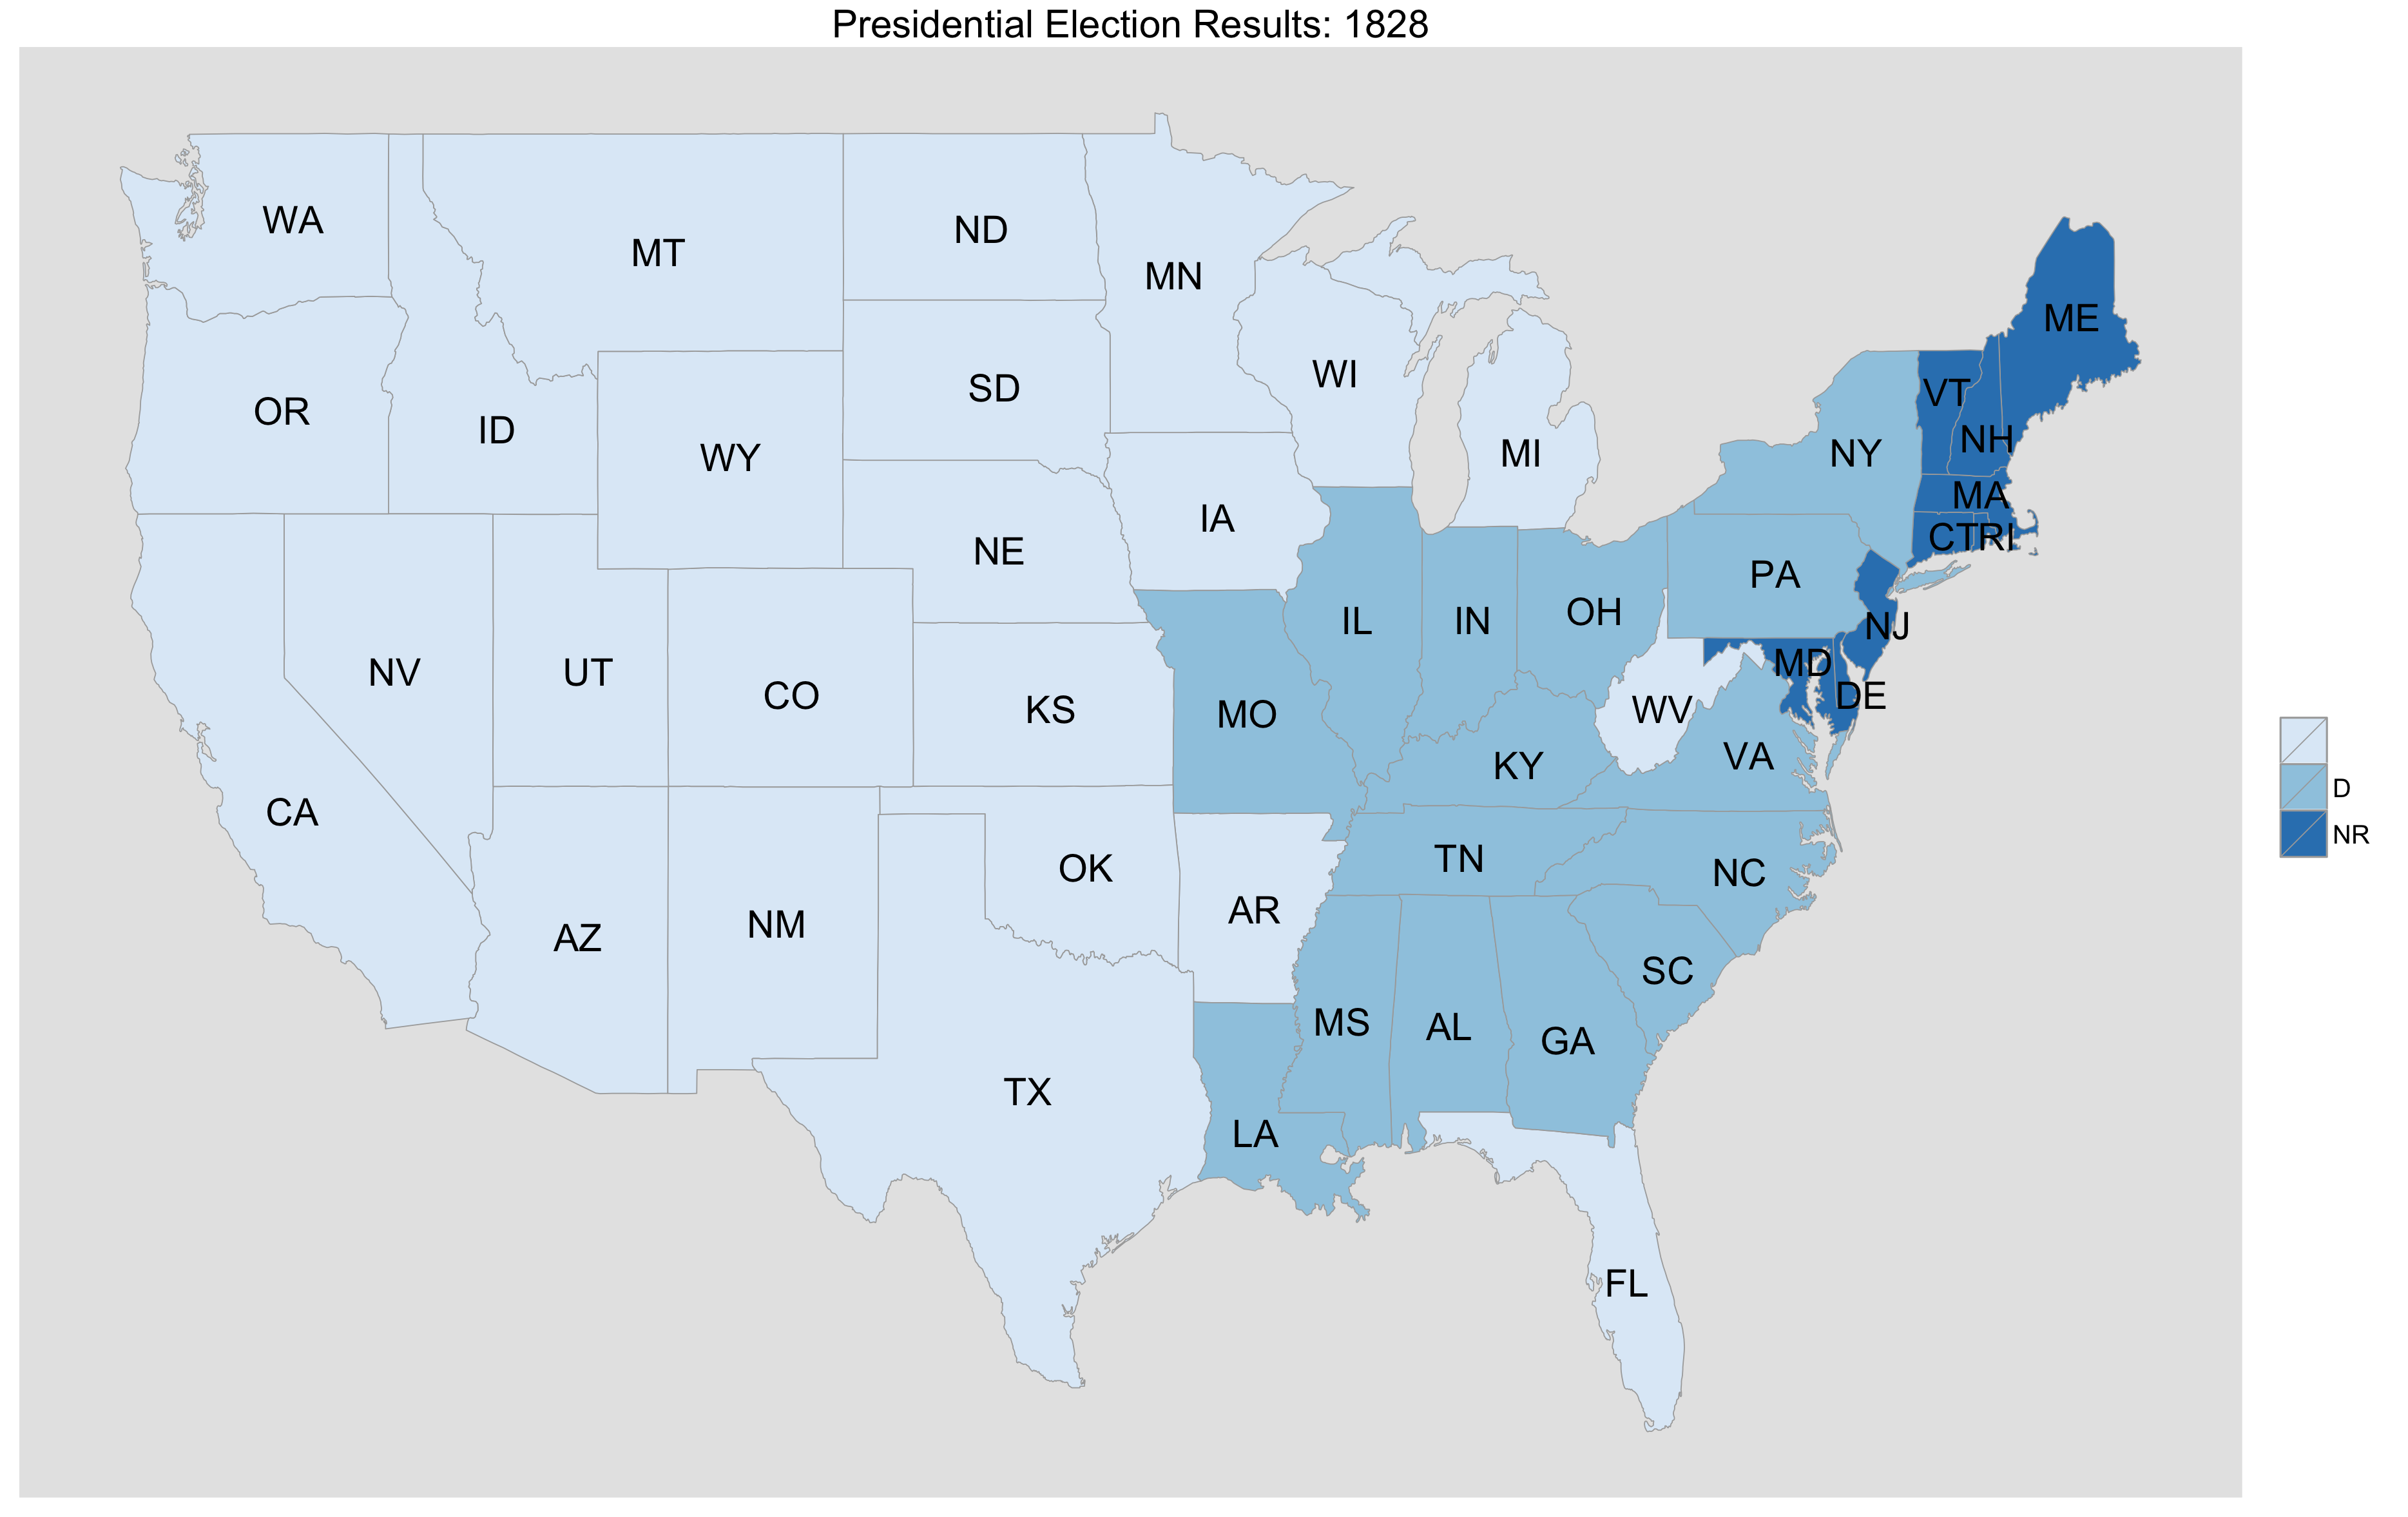 Presidential Election Results: 1828
WA
MT
ND
MN
ME
OR
ID
WY
SD
WI
MI
NY
VT
NH
MA
CTRI
NE
IA
PA
NV
UT
CO
KS
MO
IL
IN
OH
NJ
MD
DE
WV
VA
KY
CA
AZ
NM
OK
AR
TN
NC
SC
TX
LA
MS
AL
GA
FL
D
NR